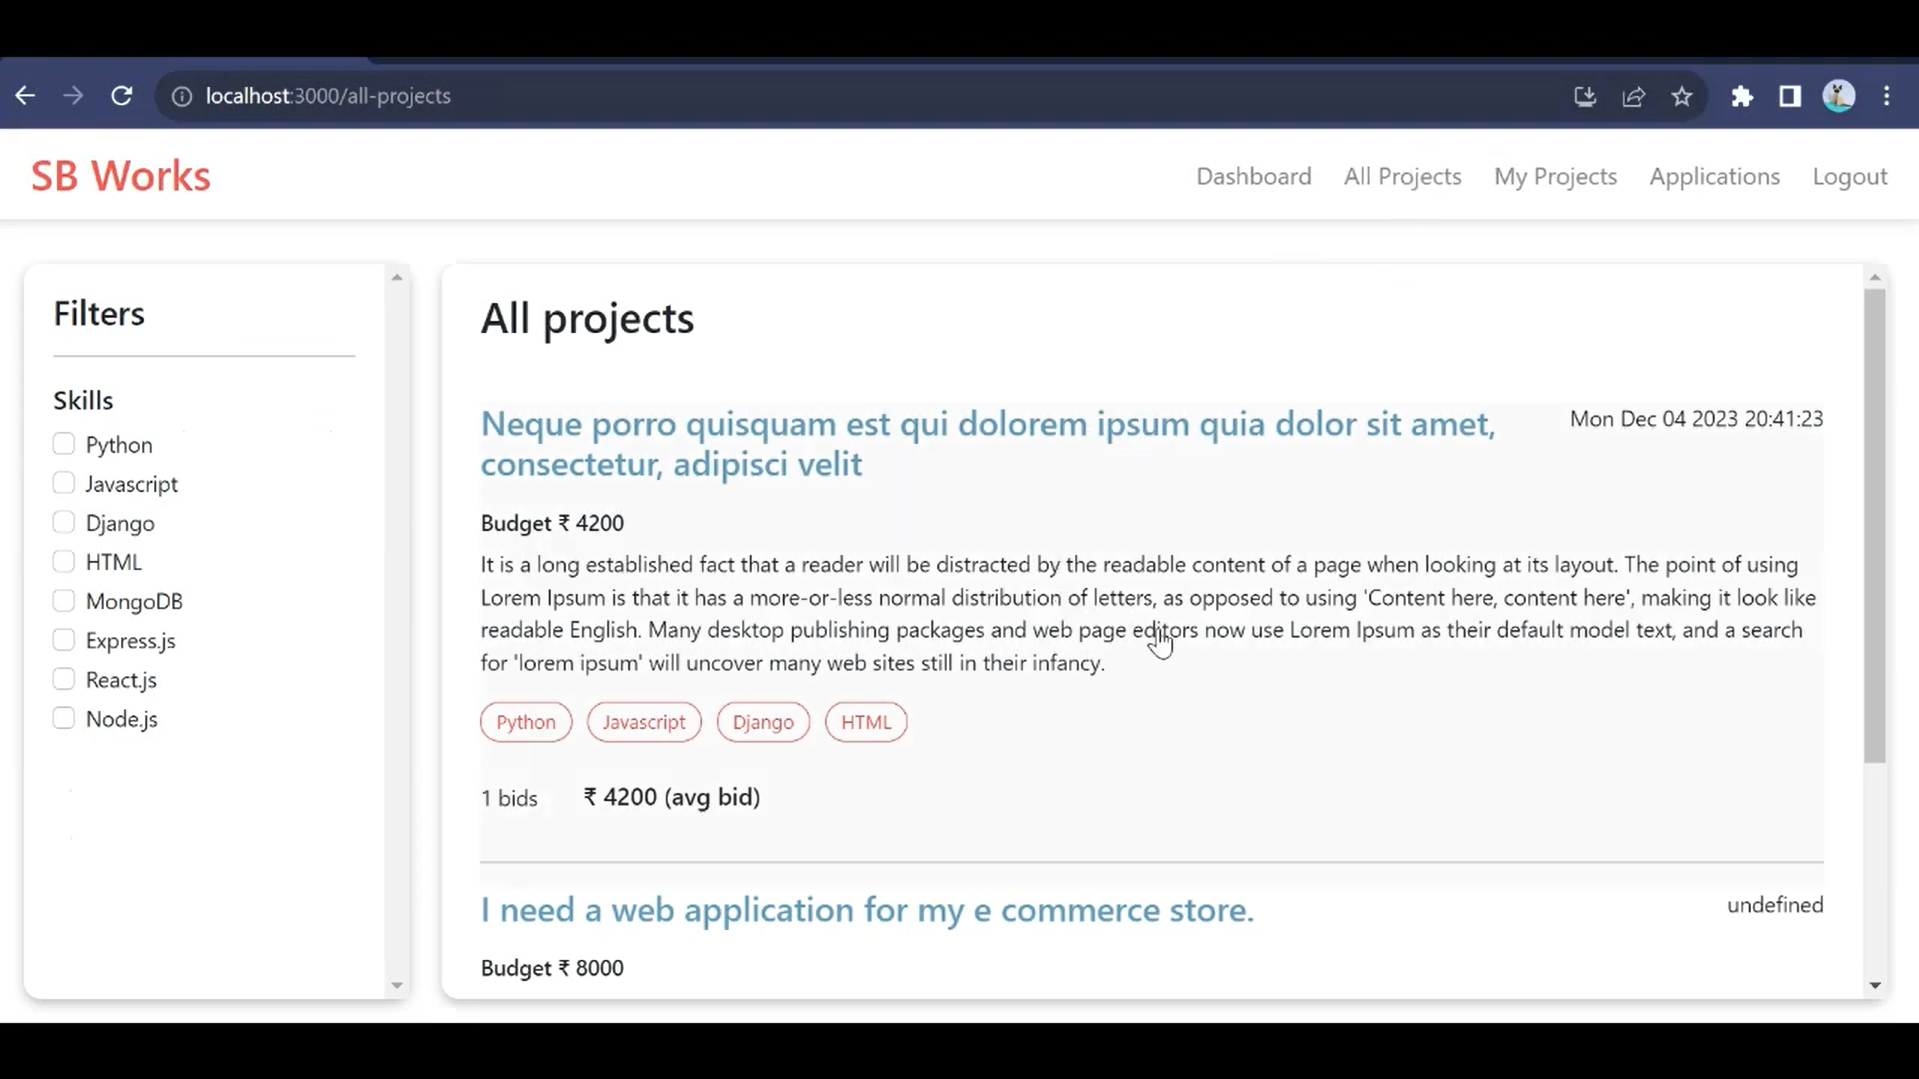 localhost:3000/all-projects
SB Works
Dashboard
All Projects
My Projects
Applications
Logout
Filters
Skills
Python
Javascript
Django
HTML
MongoDB
Express.js
React.js
Node.js
All projects
Neque porro quisquam est qui dolorem ipsum quia dolor sit amet,
consectetur, adipisci velit
Mon Dec 04 2023 20:41:23
Budget ₹ 4200
It is a long established fact that a reader will be distracted by the readable content of a page when looking at its layout. The point of using
Lorem Ipsum is that it has a more-or-less normal distribution of letters, as opposed to using 'Content here, content here', making it look like
readable English. Many desktop publishing packages and web page editors now use Lorem Ipsum as their default model text, and a search
for 'lorem ipsum' will uncover many web sites still in their infancy.
Python
Javascript
Django
HTML
1 bids
₹ 4200 (avg bid)
I need a web application for my e commerce store.
undefined
Budget ₹ 8000